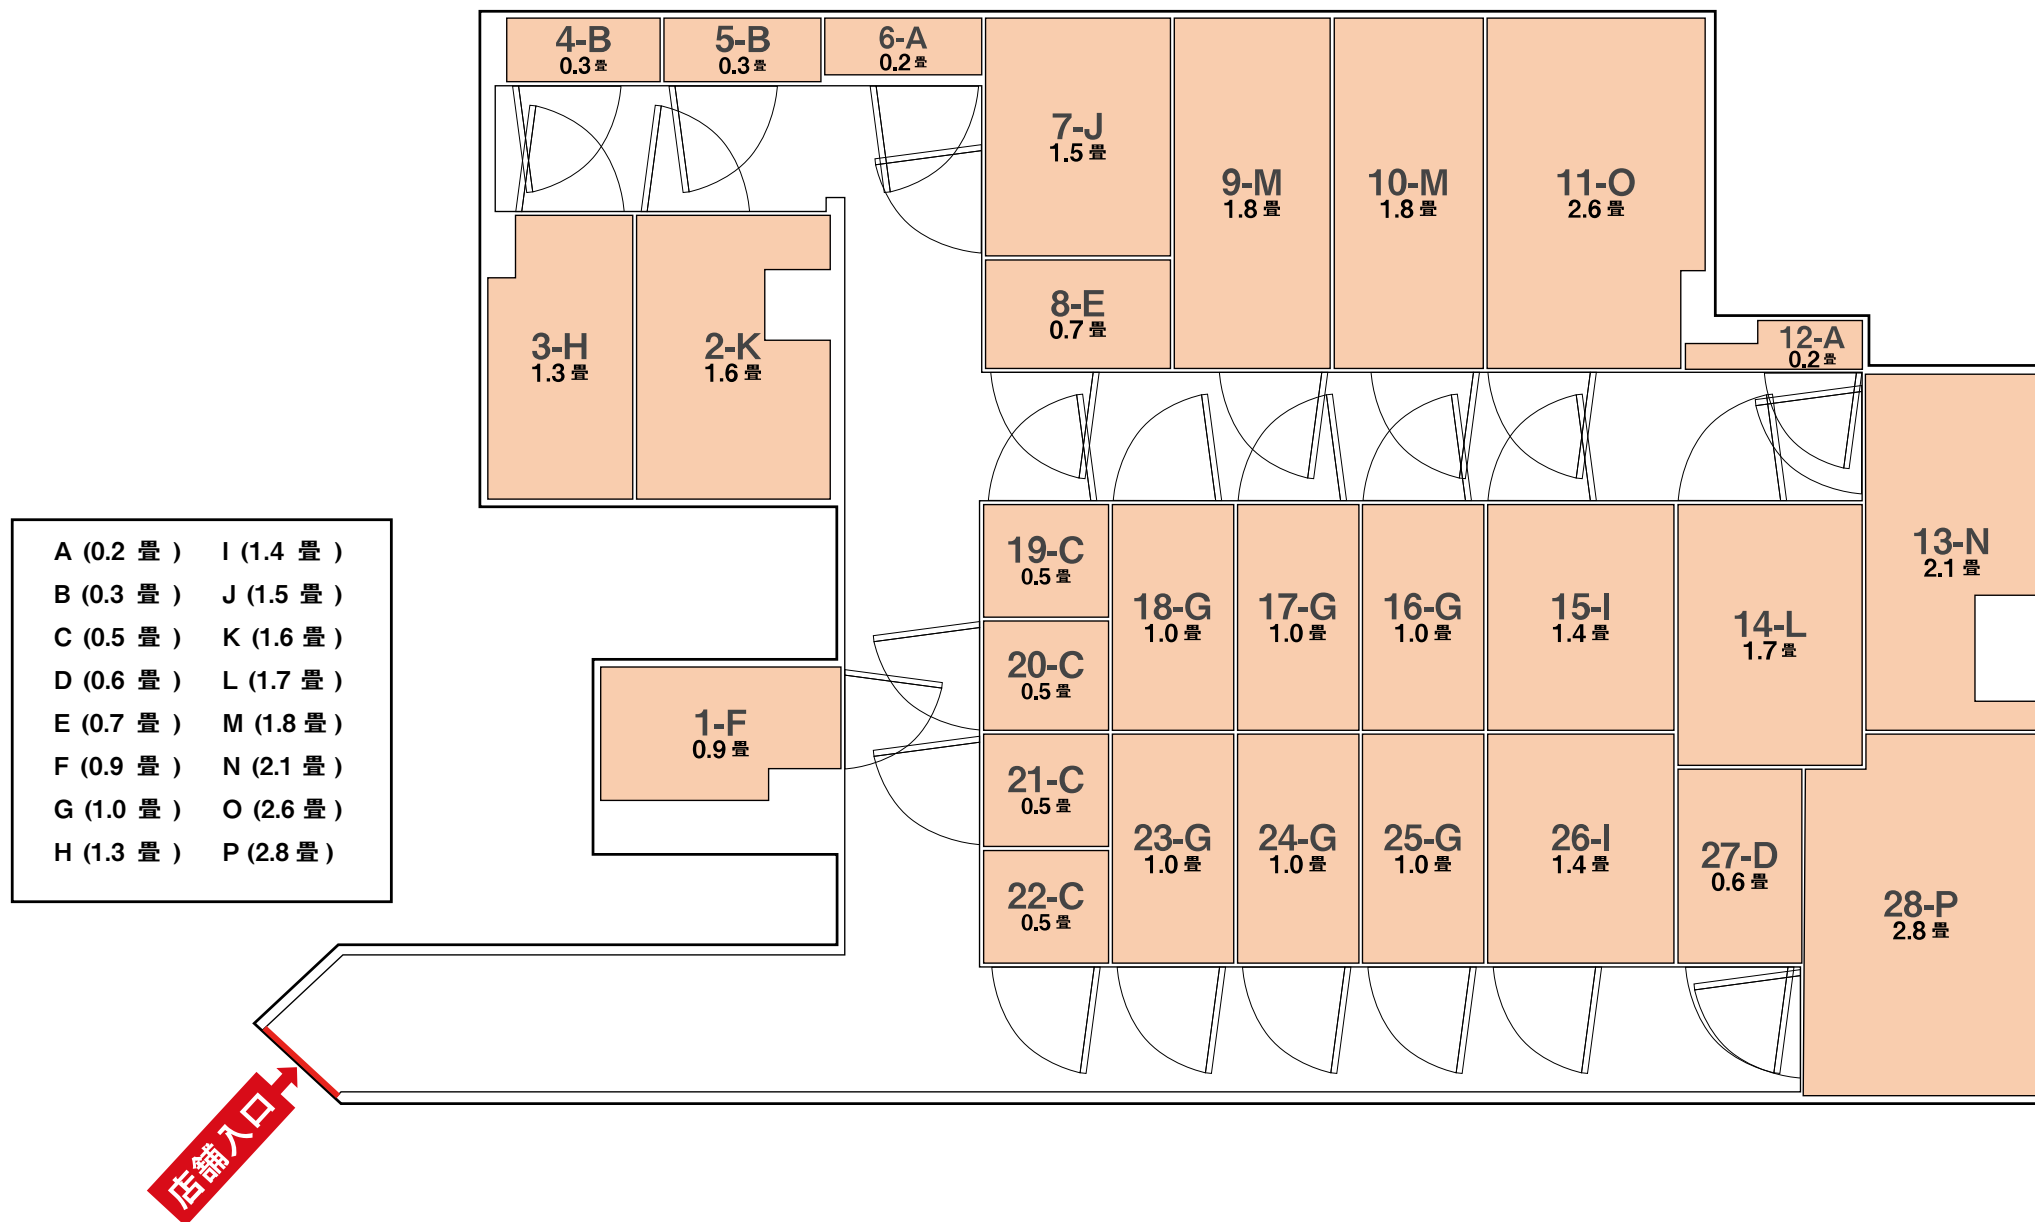 4-B
0.3 畳
5-B
0.3 畳
6-A
0.2 畳
7-J
1.5 畳
8-E
0.7 畳
9-M
1.8 畳
10-M
1.8 畳
11-O
2.6 畳
12-A
0.2 畳
3-H
1.3 畳
2-K
1.6 畳
13-N
2.1 畳
19-C
0.5 畳
18-G
1.0 畳
17-G
1.0 畳
16-G
1.0 畳
15-I
1.4 畳
14-L
1.7 畳
20-C
0.5 畳
1-F
0.9 畳
21-C
0.5 畳
22-C
0.5 畳
23-G
1.0 畳
24-G
1.0 畳
25-G
1.0 畳
26-I
1.4 畳
27-D
0.6 畳
28-P
2.8 畳
A (0.2 畳 ) I (1.4 畳 )
B (0.3 畳 ) J (1.5 畳 )
C (0.5 畳 ) K (1.6 畳 )
D (0.6 畳 ) L (1.7 畳 )
E (0.7 畳 ) M (1.8 畳 )
F (0.9 畳 ) N (2.1 畳 )
G (1.0 畳 ) O (2.6 畳 )
H (1.3 畳 ) P (2.8 畳 )
店舗入口